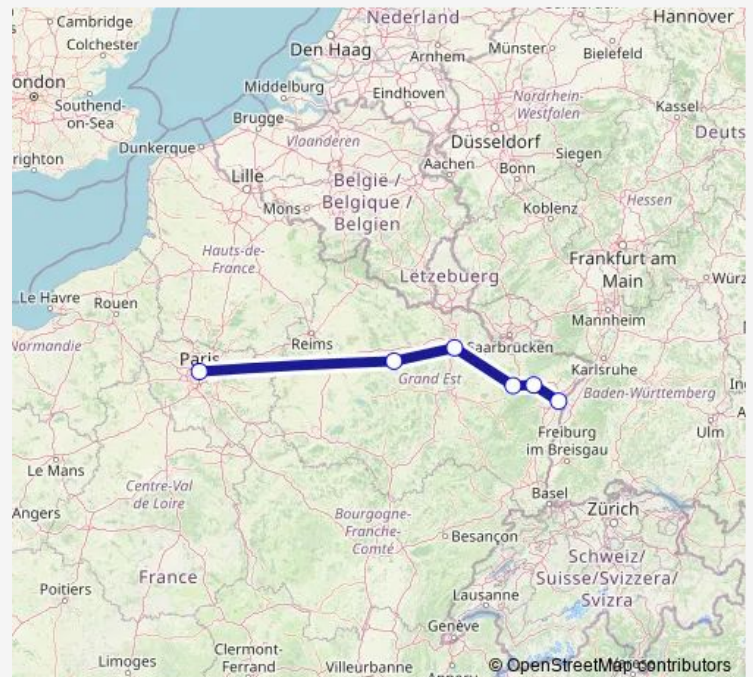 Cambridge
Nederland
Hannover
Colchester
Den Haag
Arnhem
Münster
Bielefeld
ondon
Southend-
on-Sea
Middelburg
Eindhoven
Nordrhein-
Westfalen
Kassel
Brugge
Vlaanderen
Düsseldorf
Deuts
righton
Dunkerque
Aachen
Siegen
Lille
België /
Belgique /
Belgien
Bonn
Mons
Koblenz
Hessen
Hauts-de-
France
Lëtzebuerg
Frankfurt am
Main
Würz
Le Havre
Rouen
Mannheim
Normandie
Reims
Saarbrücken
Paris
Grand Est
Karlsruhe
Baden-Württemberg
Freiburg
im Breisgau
Ulm
Le Mans
Centre-Val
de Loire
Basel
Zürich
Angers
Bourgogne-
Franche-
Comté
Besançon
Schweiz/
Suisse/Svizzera/
Svizra
Poitiers
France
Lausanne
Genève
Limoges
Clermont-
Ferrand
Villeurbanne
© OpenStreetMap contributors